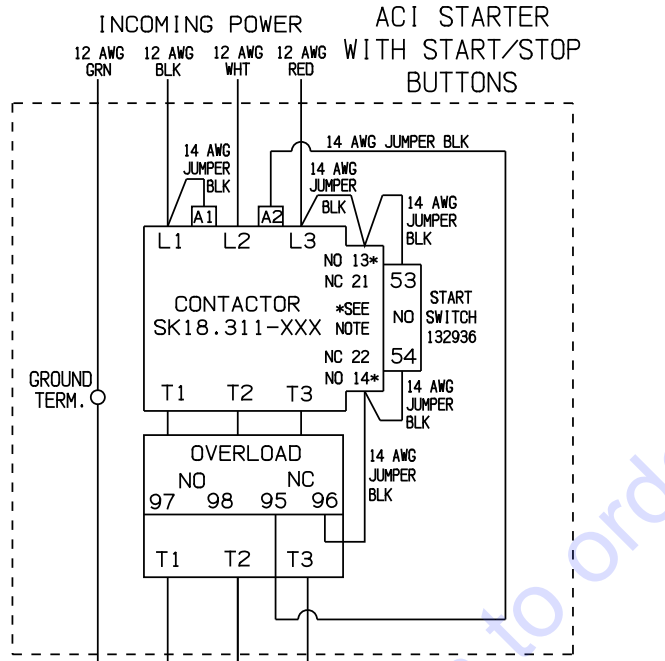 INCOMING POWER
ACI STARTER
WITH START/STOP
BUTTONS
12 AWG
GRN
12 AWG
BLK
12 AWG
WHT
12 AWG
RED
14 AWG
JUMPER
BLK
14 AWG JUMPER BLK
14 AWG
JUMPER
BLK
14 AWG
JUMPER
BLK
A1
A2
L1
L2
L3
NO 13*
NC 21
53
CONTACTOR
SK18.311-XXX
*SEE
NOTE
NO
START
SWITCH
132936
NC 22
54
NO 14*
GROUND
TERM.
T1
T2
T3
14 AWG
JUMPER
BLK
OVERLOAD
NO
NC
97
98
95
96
14 AWG
JUMPER
BLK
T1
T2
T3
to orde